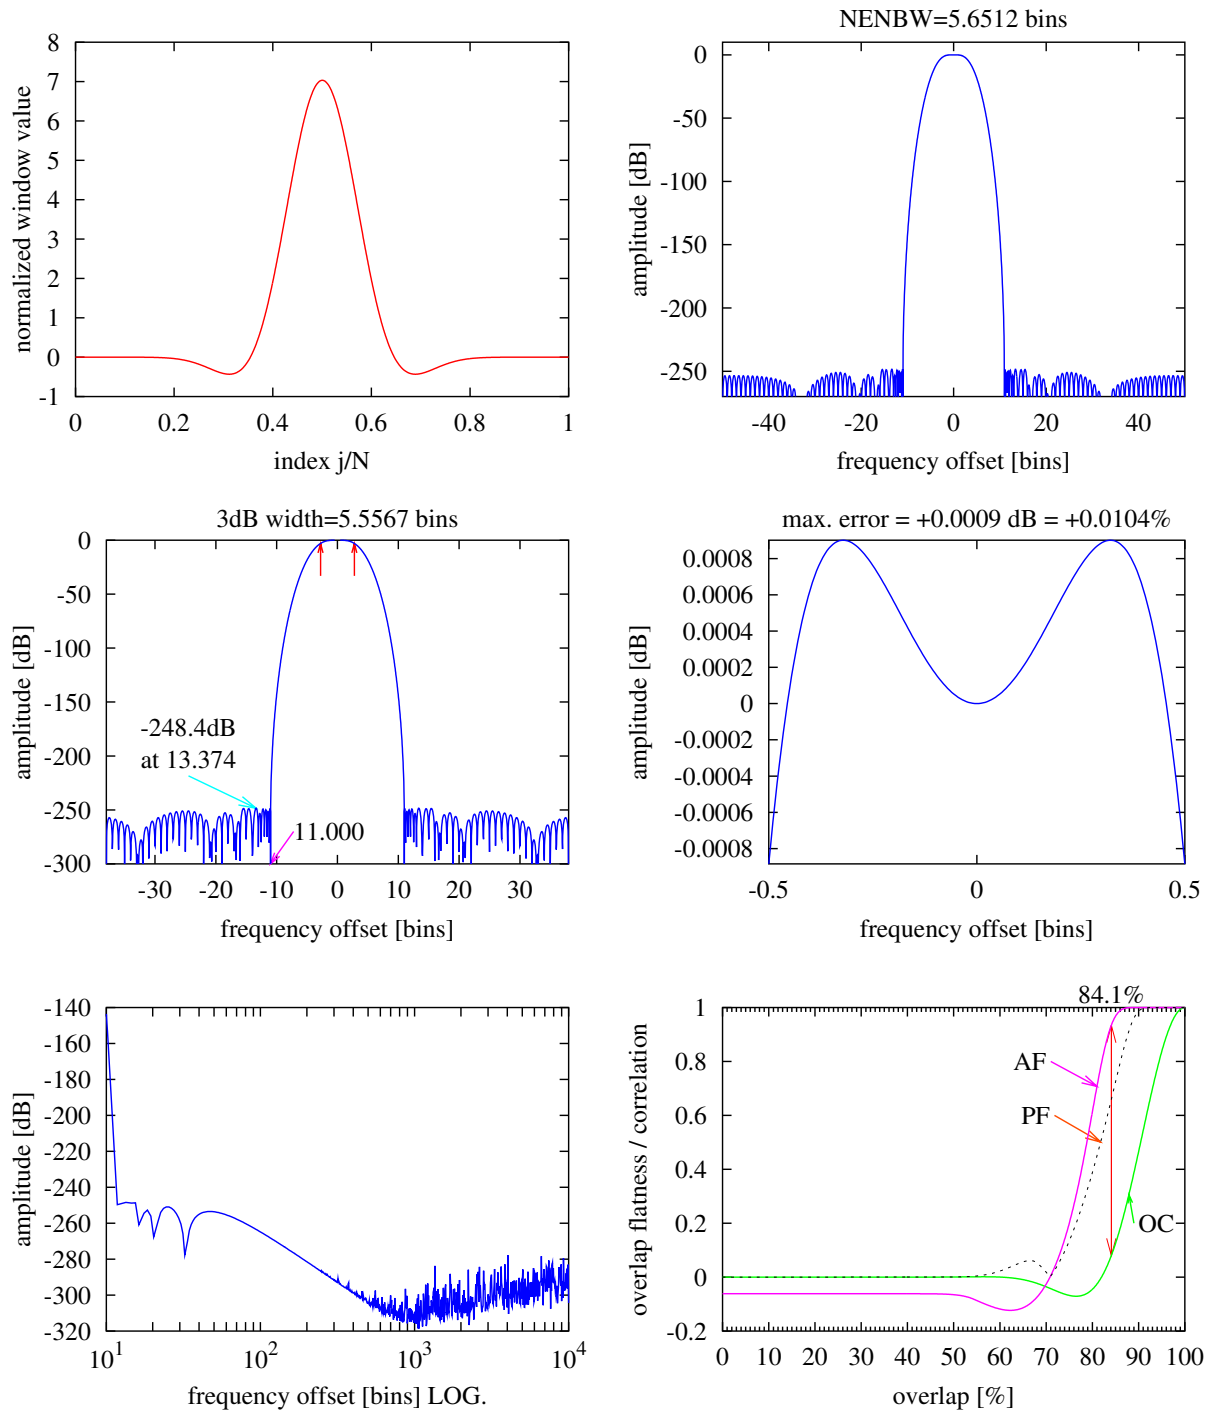 8
7
6
5
4
3
2
1
0
-1
normalized window value
0 0.2 0.4 0.6 0.8 1
index j/N
NENBW=5.6512 bins
0
-50
-100
-150
-200
-250
amplitude [dB]
-40 -20 0 20 40
frequency offset [bins]
3dB width=5.5567 bins
0
-50
-100
-150
-200
-250
-300
amplitude [dB]
-248.4dB
at 13.374
11.000
-30 -20 -10 0 10 20 30
frequency offset [bins]
max. error = +0.0009 dB = +0.0104%
0.0008
0.0006
0.0004
0.0002
0
-0.0002
-0.0004
-0.0006
-0.0008
amplitude [dB]
-0.5 0 0.5
frequency offset [bins]
-140
-160
-180
-200
-220
-240
-260
-280
-300
-320
amplitude [dB]
10¹ 10² 10³ 10⁴
frequency offset [bins] LOG.
84.1%
1
0.8
0.6
0.4
0.2
0
-0.2
overlap flatness / correlation
AF
PF
OC
0 10 20 30 40 50 60 70 80 90 100
overlap [%]